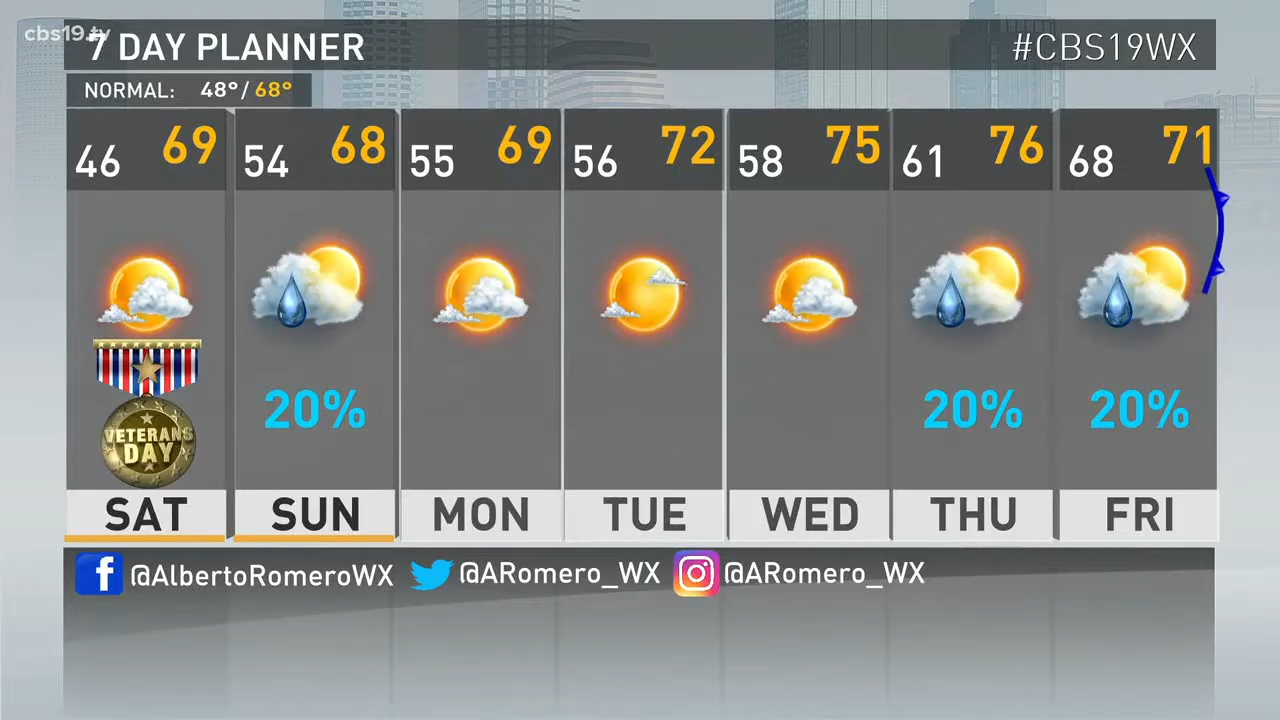 cbs19.tv
7 DAY PLANNER
#CBS19WX
NORMAL: 48°/68°
46 69
54 68
55 69
56 72
58 75
61 76
68 71
VETERANS
DAY
20%
20%
20%
SAT
SUN
MON
TUE
WED
THU
FRI
f @AlbertoRomeroWX
@ARomero_WX
@ARomero_WX